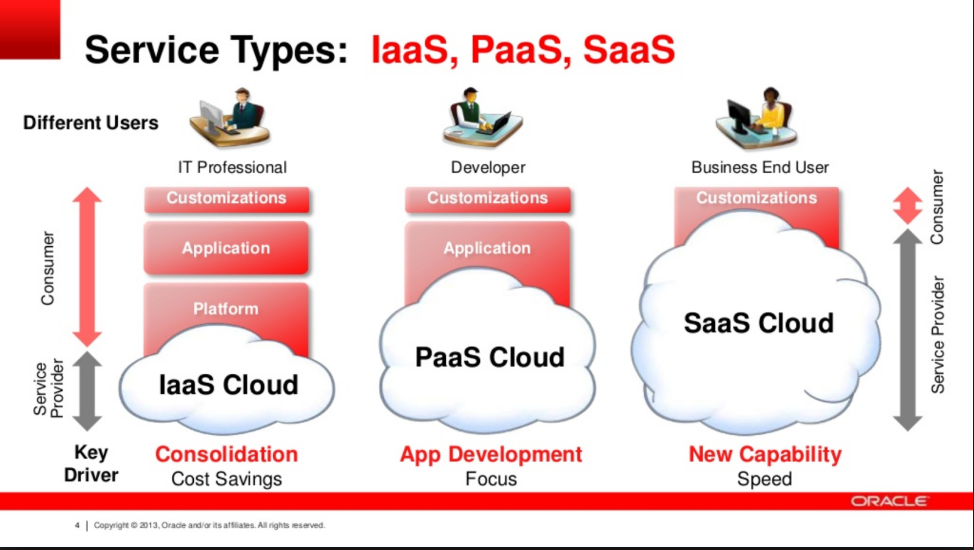 Service Types: IaaS, PaaS, SaaS
Different Users
IT Professional
Developer
Business End User
Customizations
Application
Platform
IaaS Cloud
Customizations
Application
PaaS Cloud
Customizations
SaaS Cloud
Consumer
Service
Provider
Consumer
Service Provider
Key
Driver
Consolidation
Cost Savings
App Development
Focus
New Capability
Speed
ORACLE
4 | Copyright © 2013, Oracle and/or its affiliates. All rights reserved.